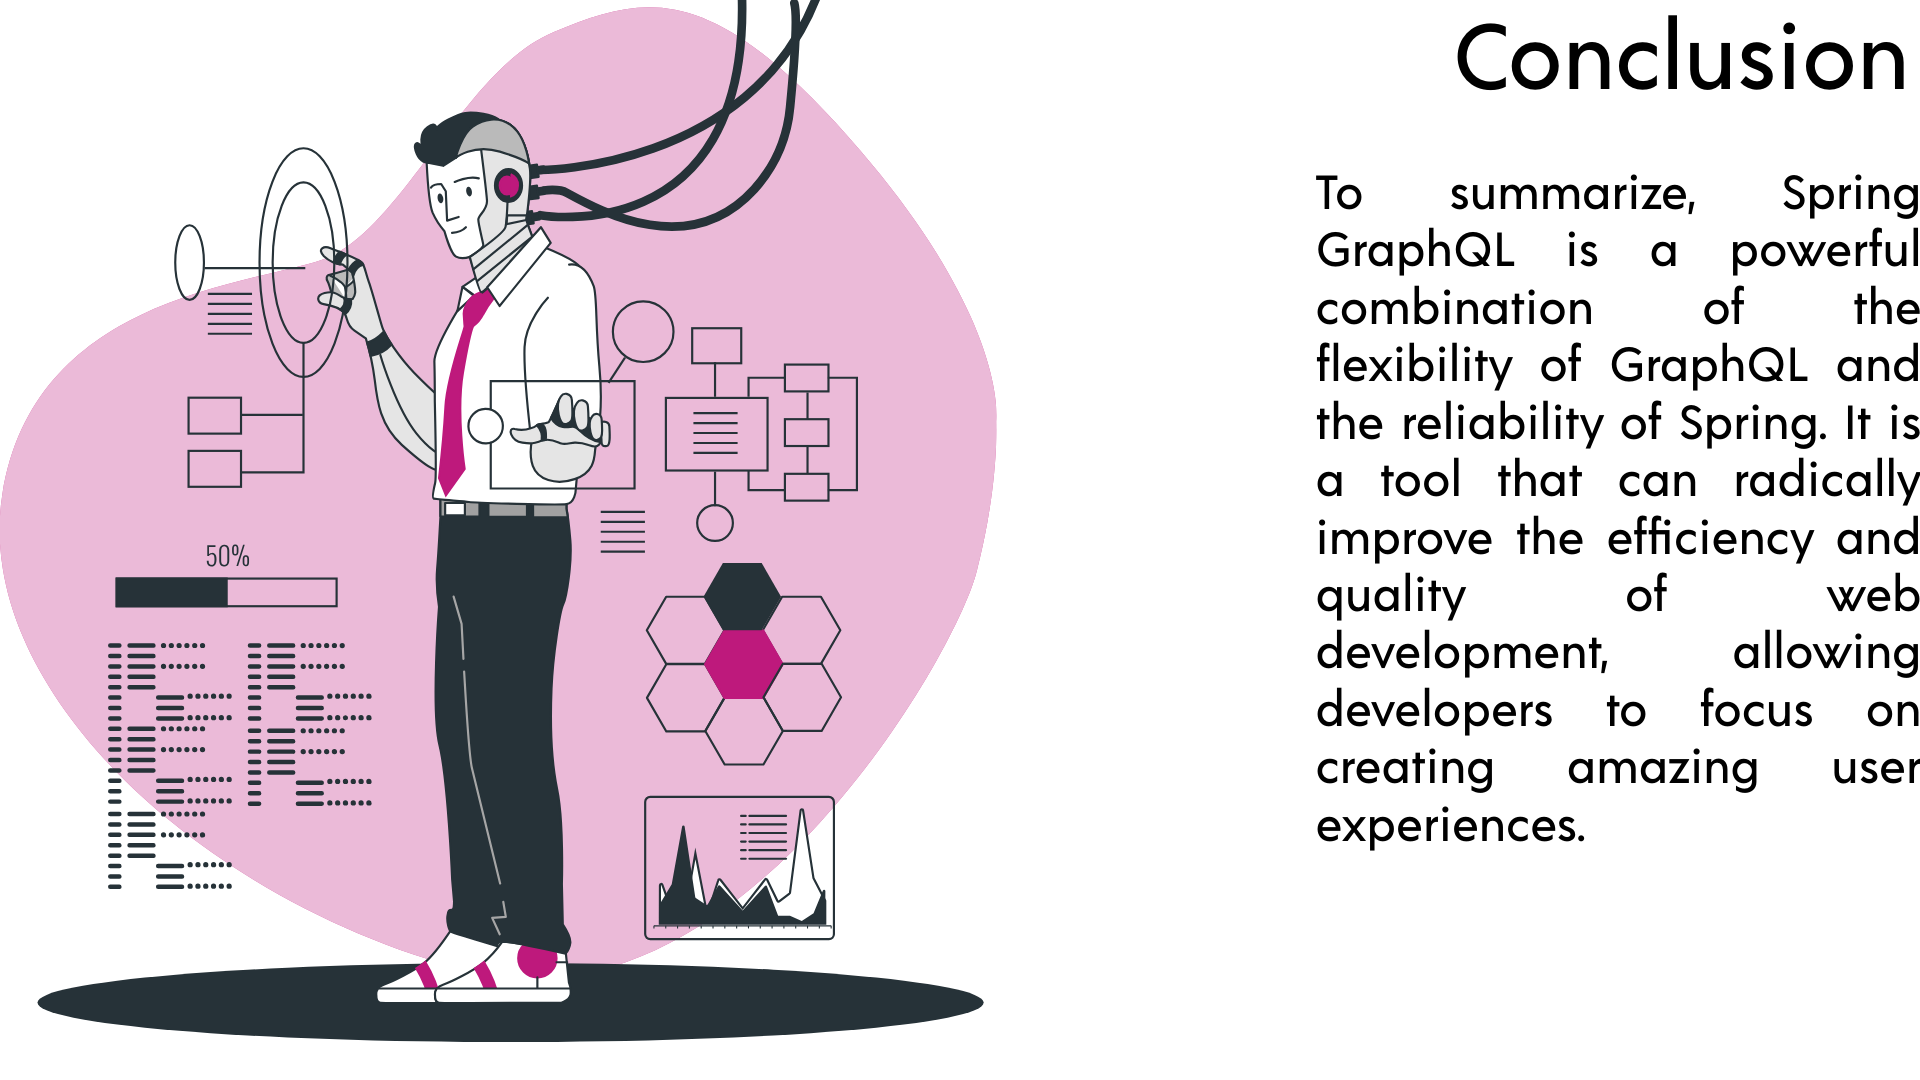 Conclusion
To summarize, Spring
GraphQL is a powerful
combination of the
flexibility of GraphQL and
the reliability of Spring. It is
a tool that can radically
improve the efficiency and
quality of web
development, allowing
developers to focus on
creating amazing user
experiences.
50%